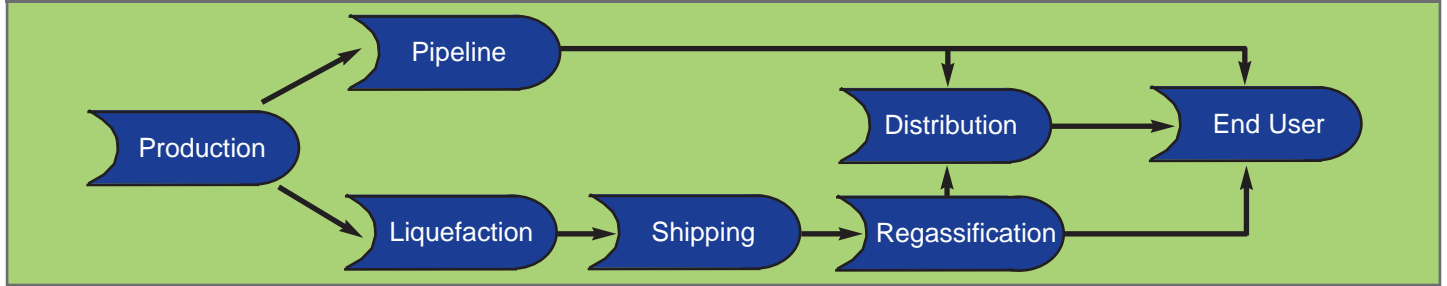 Pipeline
Production
Distribution
End User
Liquefaction
Shipping
Regassification